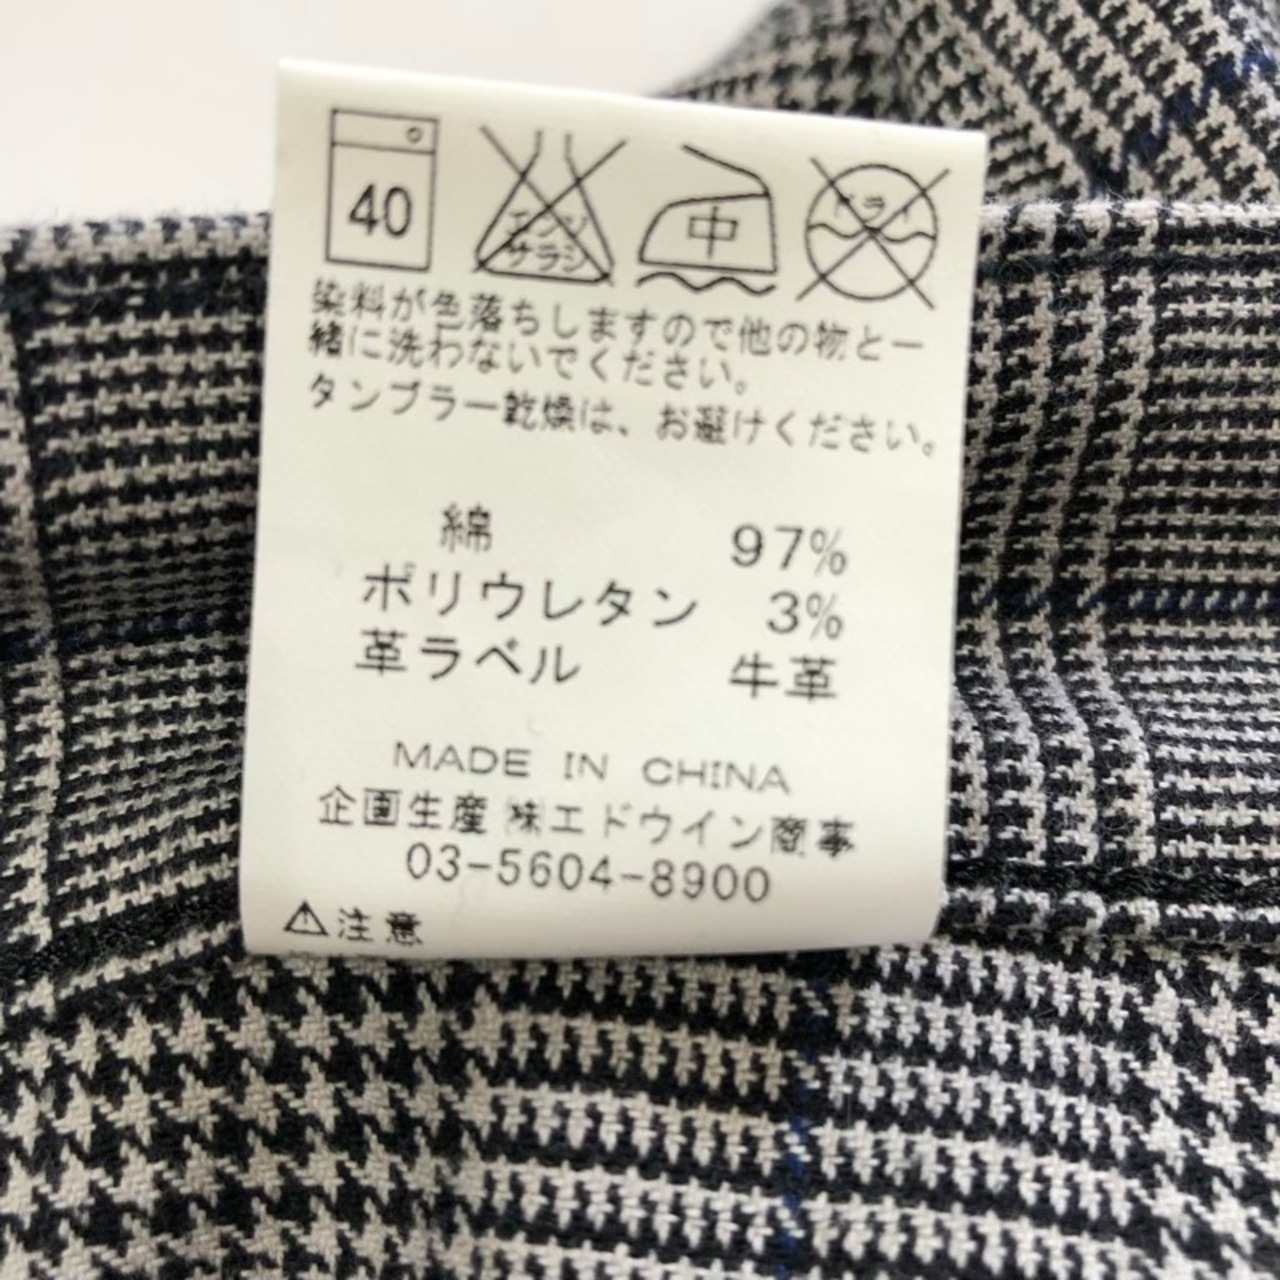 40
エンソ
サラシ
中
ドライ
染料が色落ちしますので他の物と一
緒に洗わないでください。
タンブラー乾燥は、お避けください。
綿 97%
ポリウレタン 3%
革ラベル 牛革
MADE IN CHINA
企画生産 ㈱エドウイン商事
03-5604-8900
⚠注意